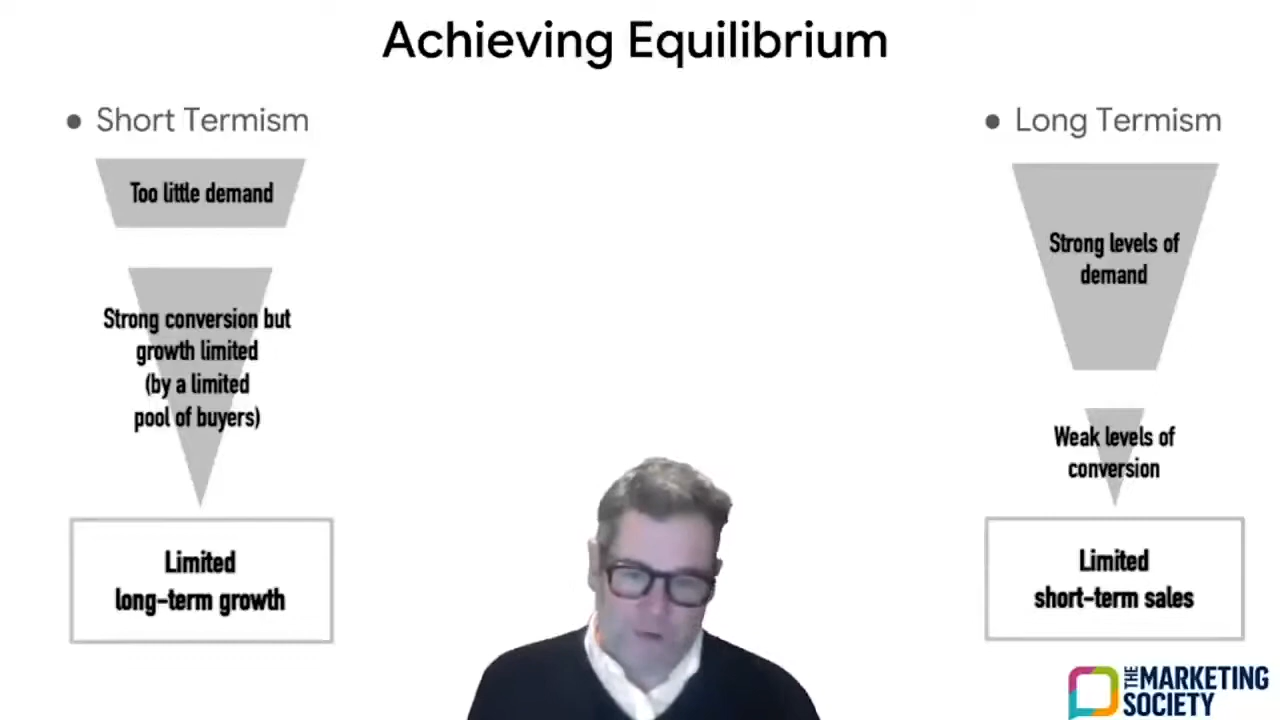 Achieving Equilibrium
• Short Termism
Too little demand
Strong conversion but
growth limited
(by a limited
pool of buyers)
Limited
long-term growth
• Long Termism
Strong levels of
demand
Weak levels of
conversion
Limited
short-term sales
THE MARKETING
SOCIETY